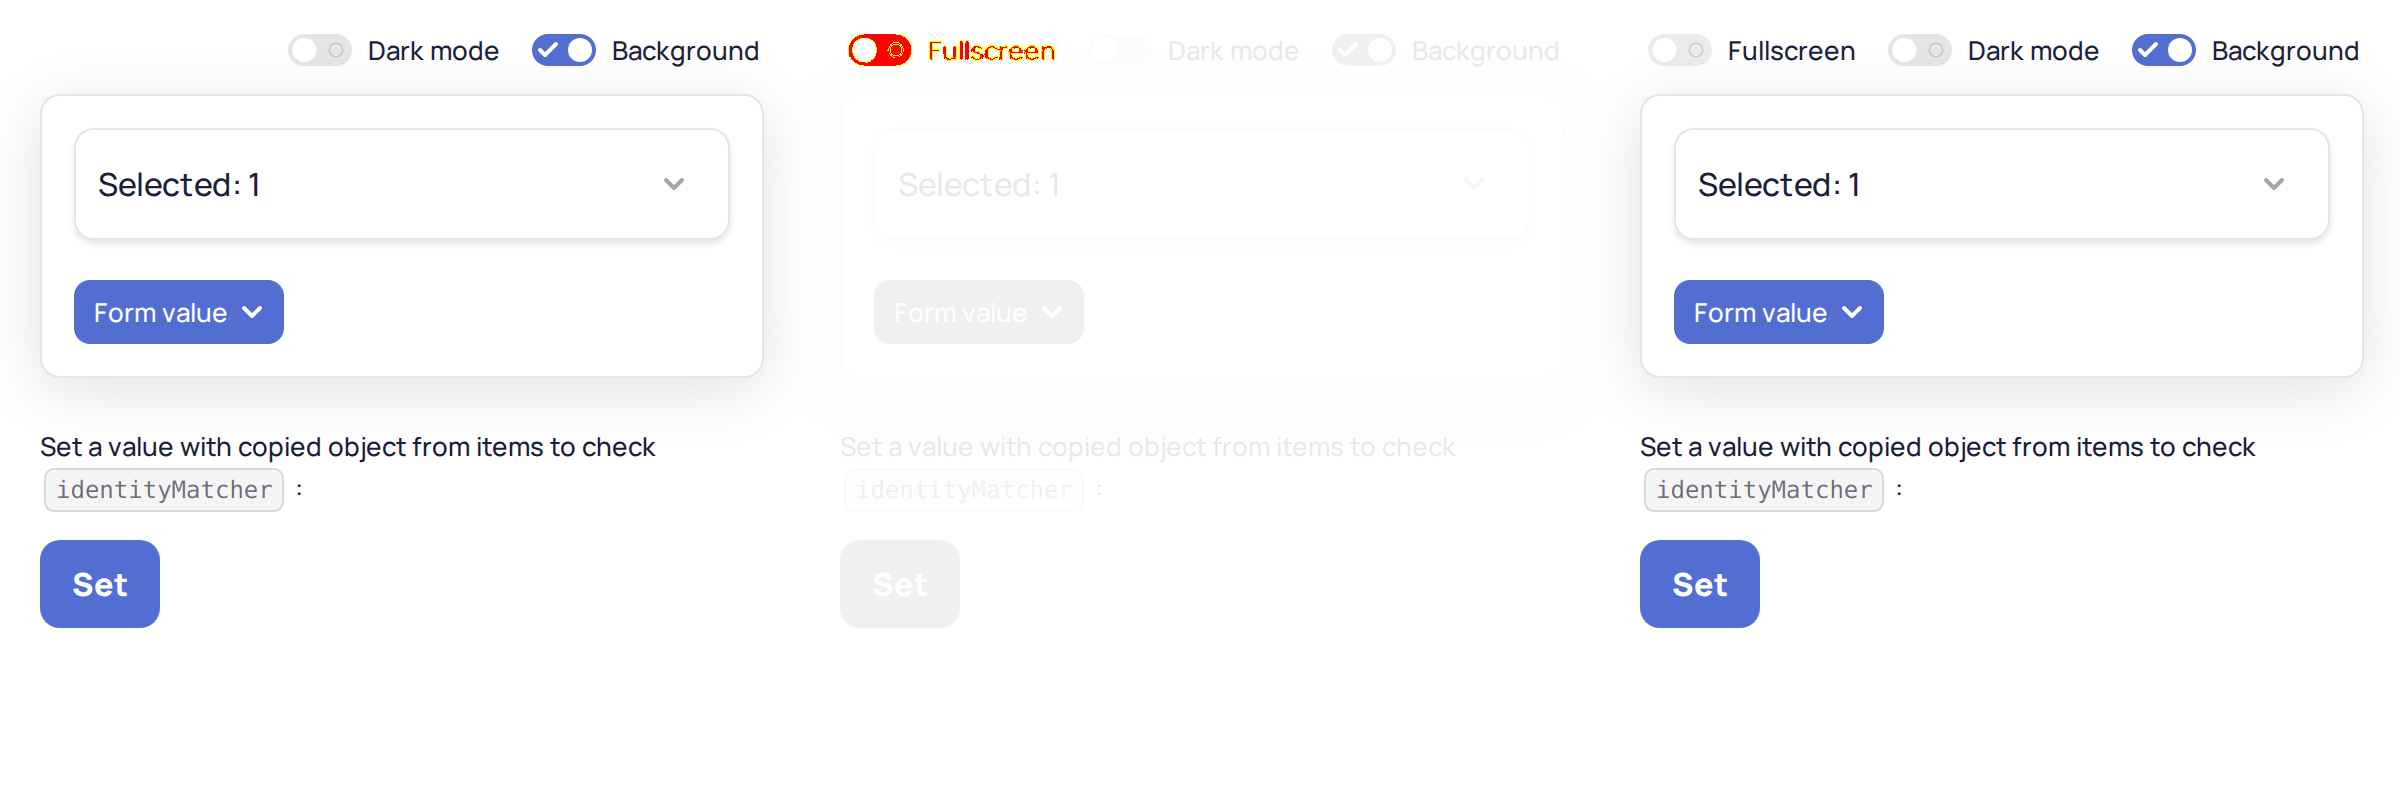 Dark mode Background
Selected: 1
Form value
Set a value with copied object from items to check
identityMatcher :
Set
Fullscreen Dark mode Background
Selected: 1
Form value
Set a value with copied object from items to check
identityMatcher :
Set
Fullscreen Dark mode Background
Selected: 1
Form value
Set a value with copied object from items to check
identityMatcher :
Set